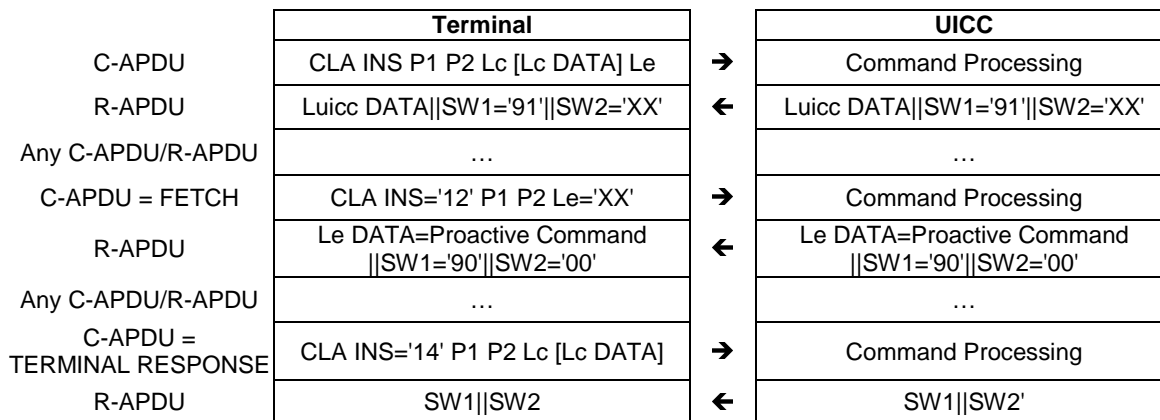 Terminal UICC
C-APDU CLA INS P1 P2 Lc [Lc DATA] Le → Command Processing
R-APDU Luicc DATA||SW1='91'||SW2='XX' ← Luicc DATA||SW1='91'||SW2='XX'
Any C-APDU/R-APDU … …
C-APDU = FETCH CLA INS='12' P1 P2 Le='XX' → Command Processing
R-APDU Le DATA=Proactive Command ← Le DATA=Proactive Command
||SW1='90'||SW2='00' ||SW1='90'||SW2='00'
Any C-APDU/R-APDU … …
C-APDU =
TERMINAL RESPONSE CLA INS='14' P1 P2 Lc [Lc DATA] → Command Processing
R-APDU SW1||SW2 ← SW1||SW2'